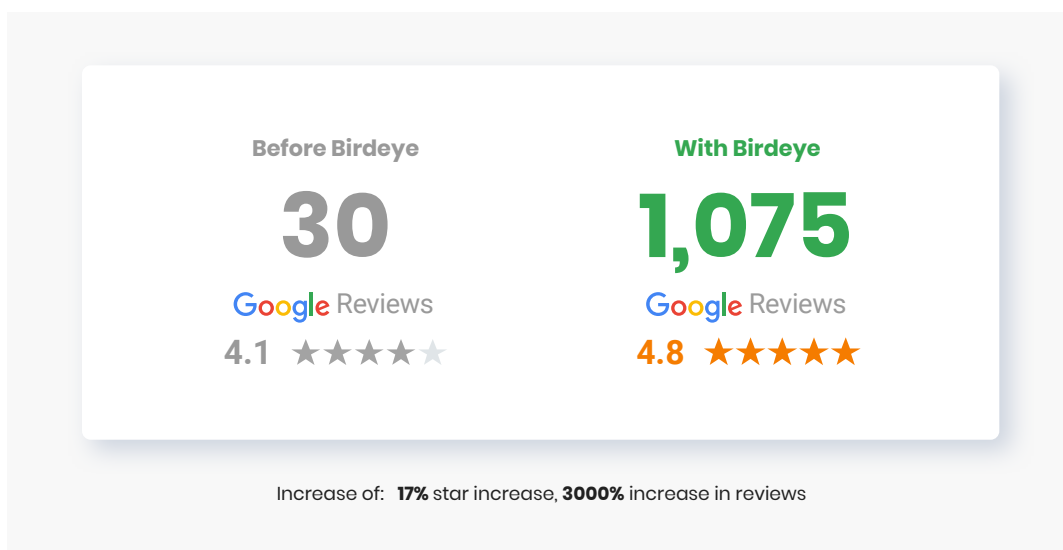 Before Birdeye
30
Google Reviews
4.1
With Birdeye
1,075
Google Reviews
4.8
Increase of: 17% star increase, 3000% increase in reviews